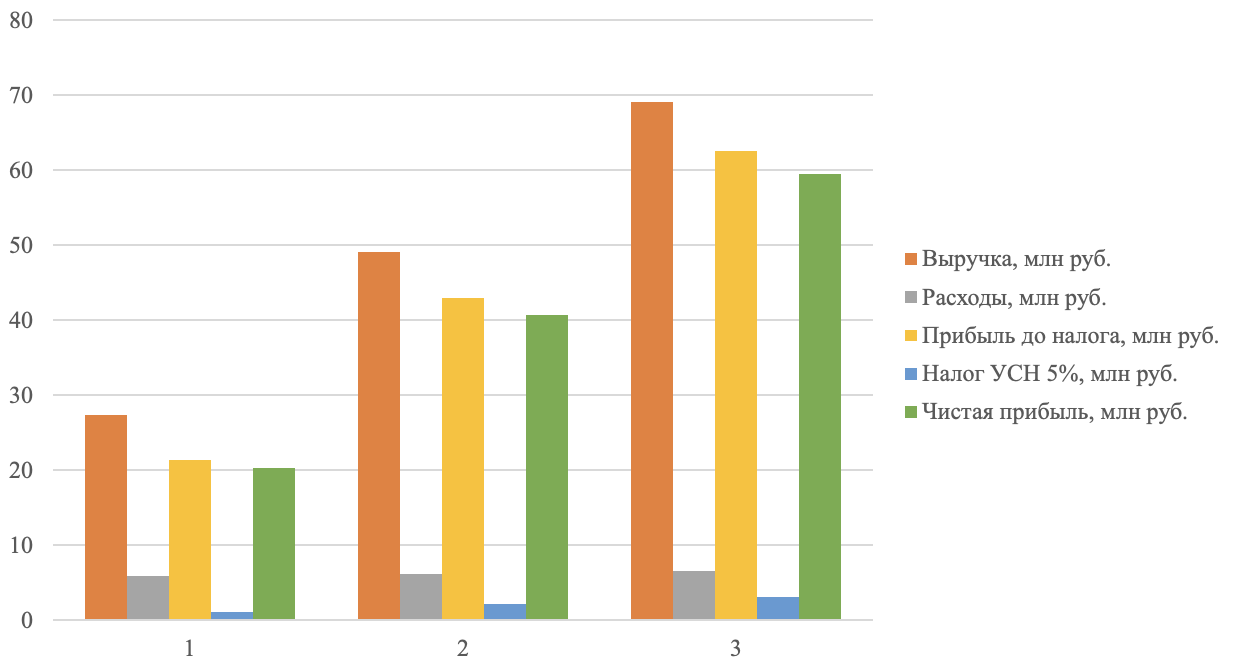 80
70
60
50
40
30
20
10
0
1 2 3
Выручка, млн руб.
Расходы, млн руб.
Прибыль до налога, млн руб.
Налог УСН 5%, млн руб.
Чистая прибыль, млн руб.